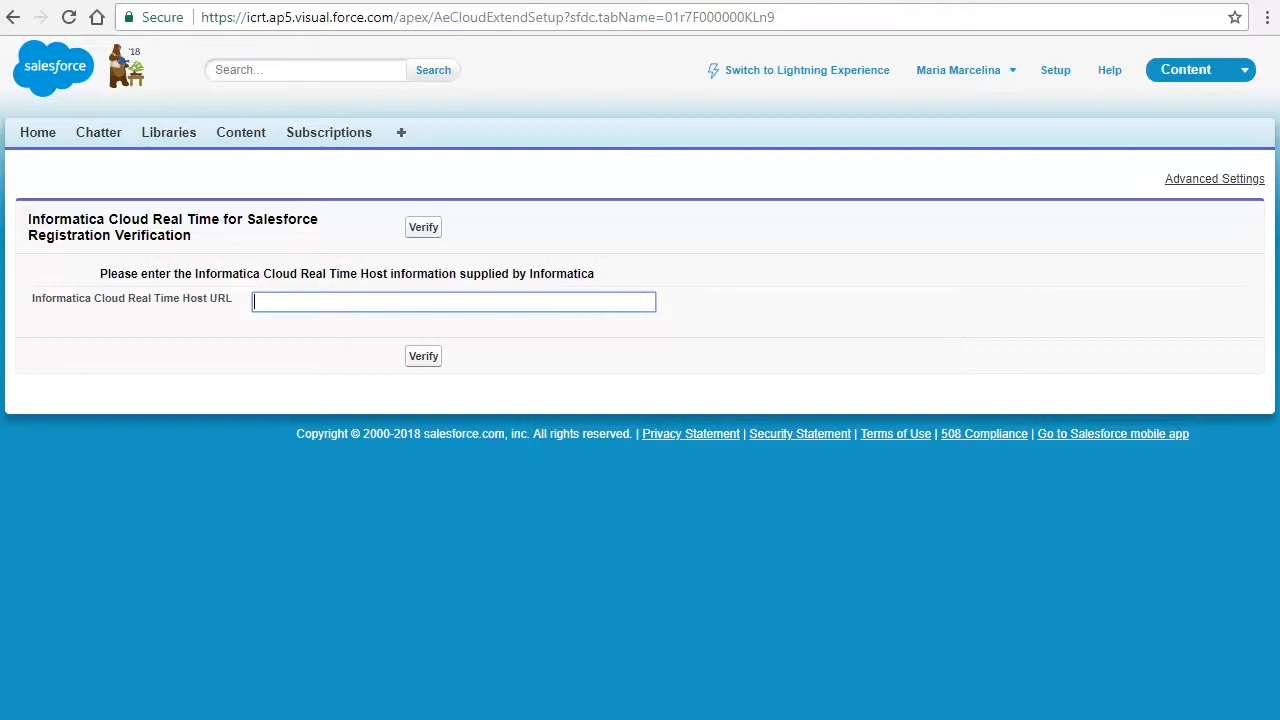 Secure
https://icrt.ap5.visual.force.com/apex/AeCloudExtendSetup?sfdc.tabName=01r7F000000KLn9
salesforce
'18
Search...
Search
Switch to Lightning Experience
Maria Marcelina
Setup
Help
Content
Home
Chatter
Libraries
Content
Subscriptions
Advanced Settings
Informatica Cloud Real Time for Salesforce
Registration Verification
Verify
Please enter the Informatica Cloud Real Time Host information supplied by Informatica
Informatica Cloud Real Time Host URL
Verify
Copyright © 2000-2018 salesforce.com, inc. All rights reserved. | Privacy Statement | Security Statement | Terms of Use | 508 Compliance | Go to Salesforce mobile app